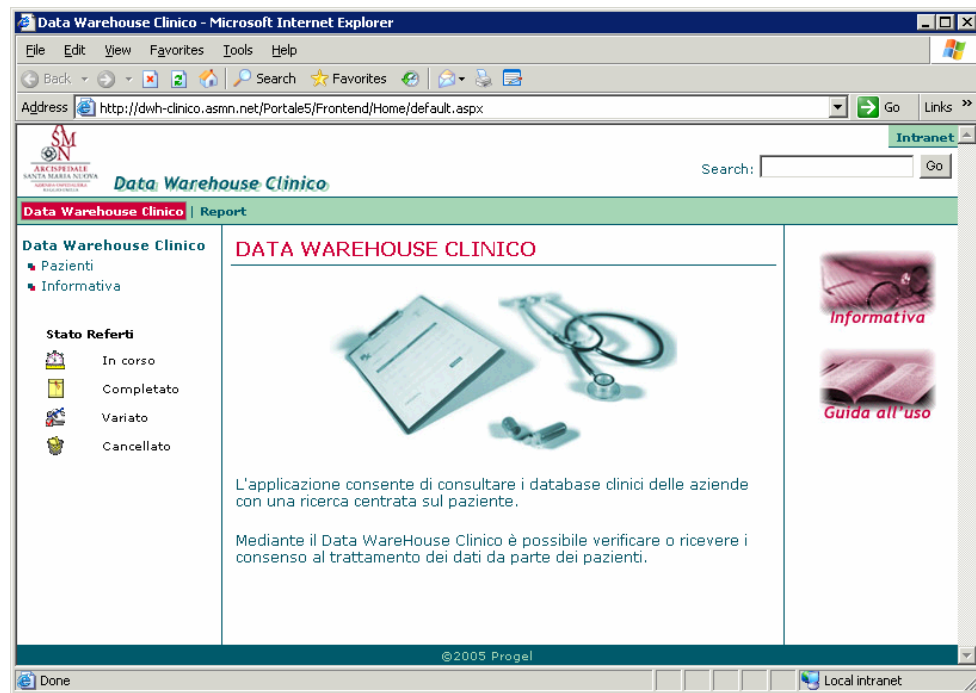 Data Warehouse Clinico - Microsoft Internet Explorer
File Edit View Favorites Tools Help
Back Search Favorites
Address http://dwh-clinico.asmn.net/Portale5/Frontend/Home/default.aspx Go Links »
Intranet
ASMN
ARCISPEDALE
SANTA MARIA NUOVA
Data Warehouse Clinico
Search: Go
Data Warehouse Clinico | Report
Data Warehouse Clinico
Pazienti
Informativa
Stato Referti
In corso
Completato
Variato
Cancellato
DATA WAREHOUSE CLINICO
L'applicazione consente di consultare i database clinici delle aziende
con una ricerca centrata sul paziente.
Mediante il Data WareHouse Clinico è possibile verificare o ricevere i
consenso al trattamento dei dati da parte dei pazienti.
Informativa
Guida all'uso
©2005 Progel
Done Local intranet